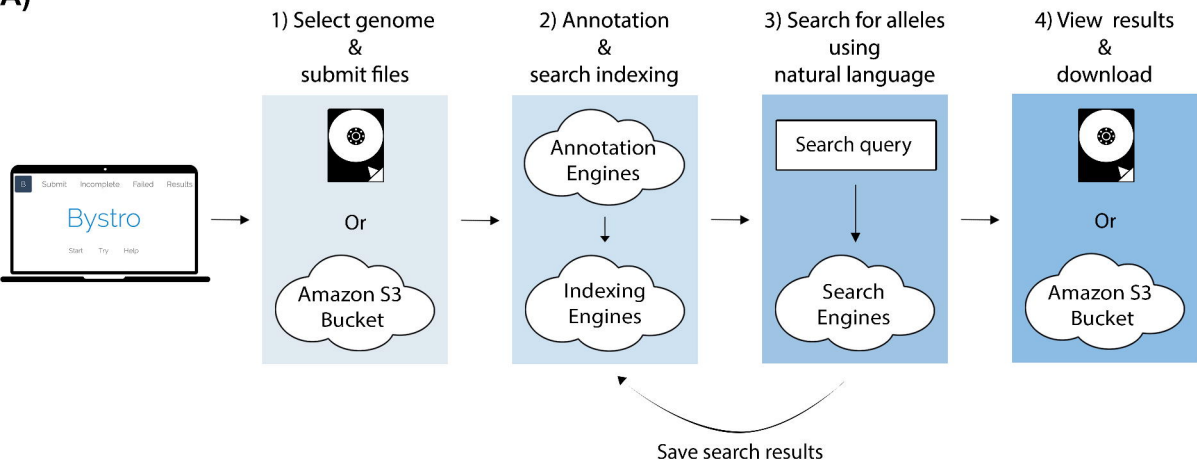 A)
1) Select genome
&
submit files
2) Annotation
&
search indexing
3) Search for alleles
using
natural language
4) View results
&
download
B Submit Incomplete Failed Results
Bystro
Start Try Help
Or
Amazon S3
Bucket
Annotation
Engines
Indexing
Engines
Search query
Search
Engines
Or
Amazon S3
Bucket
Save search results